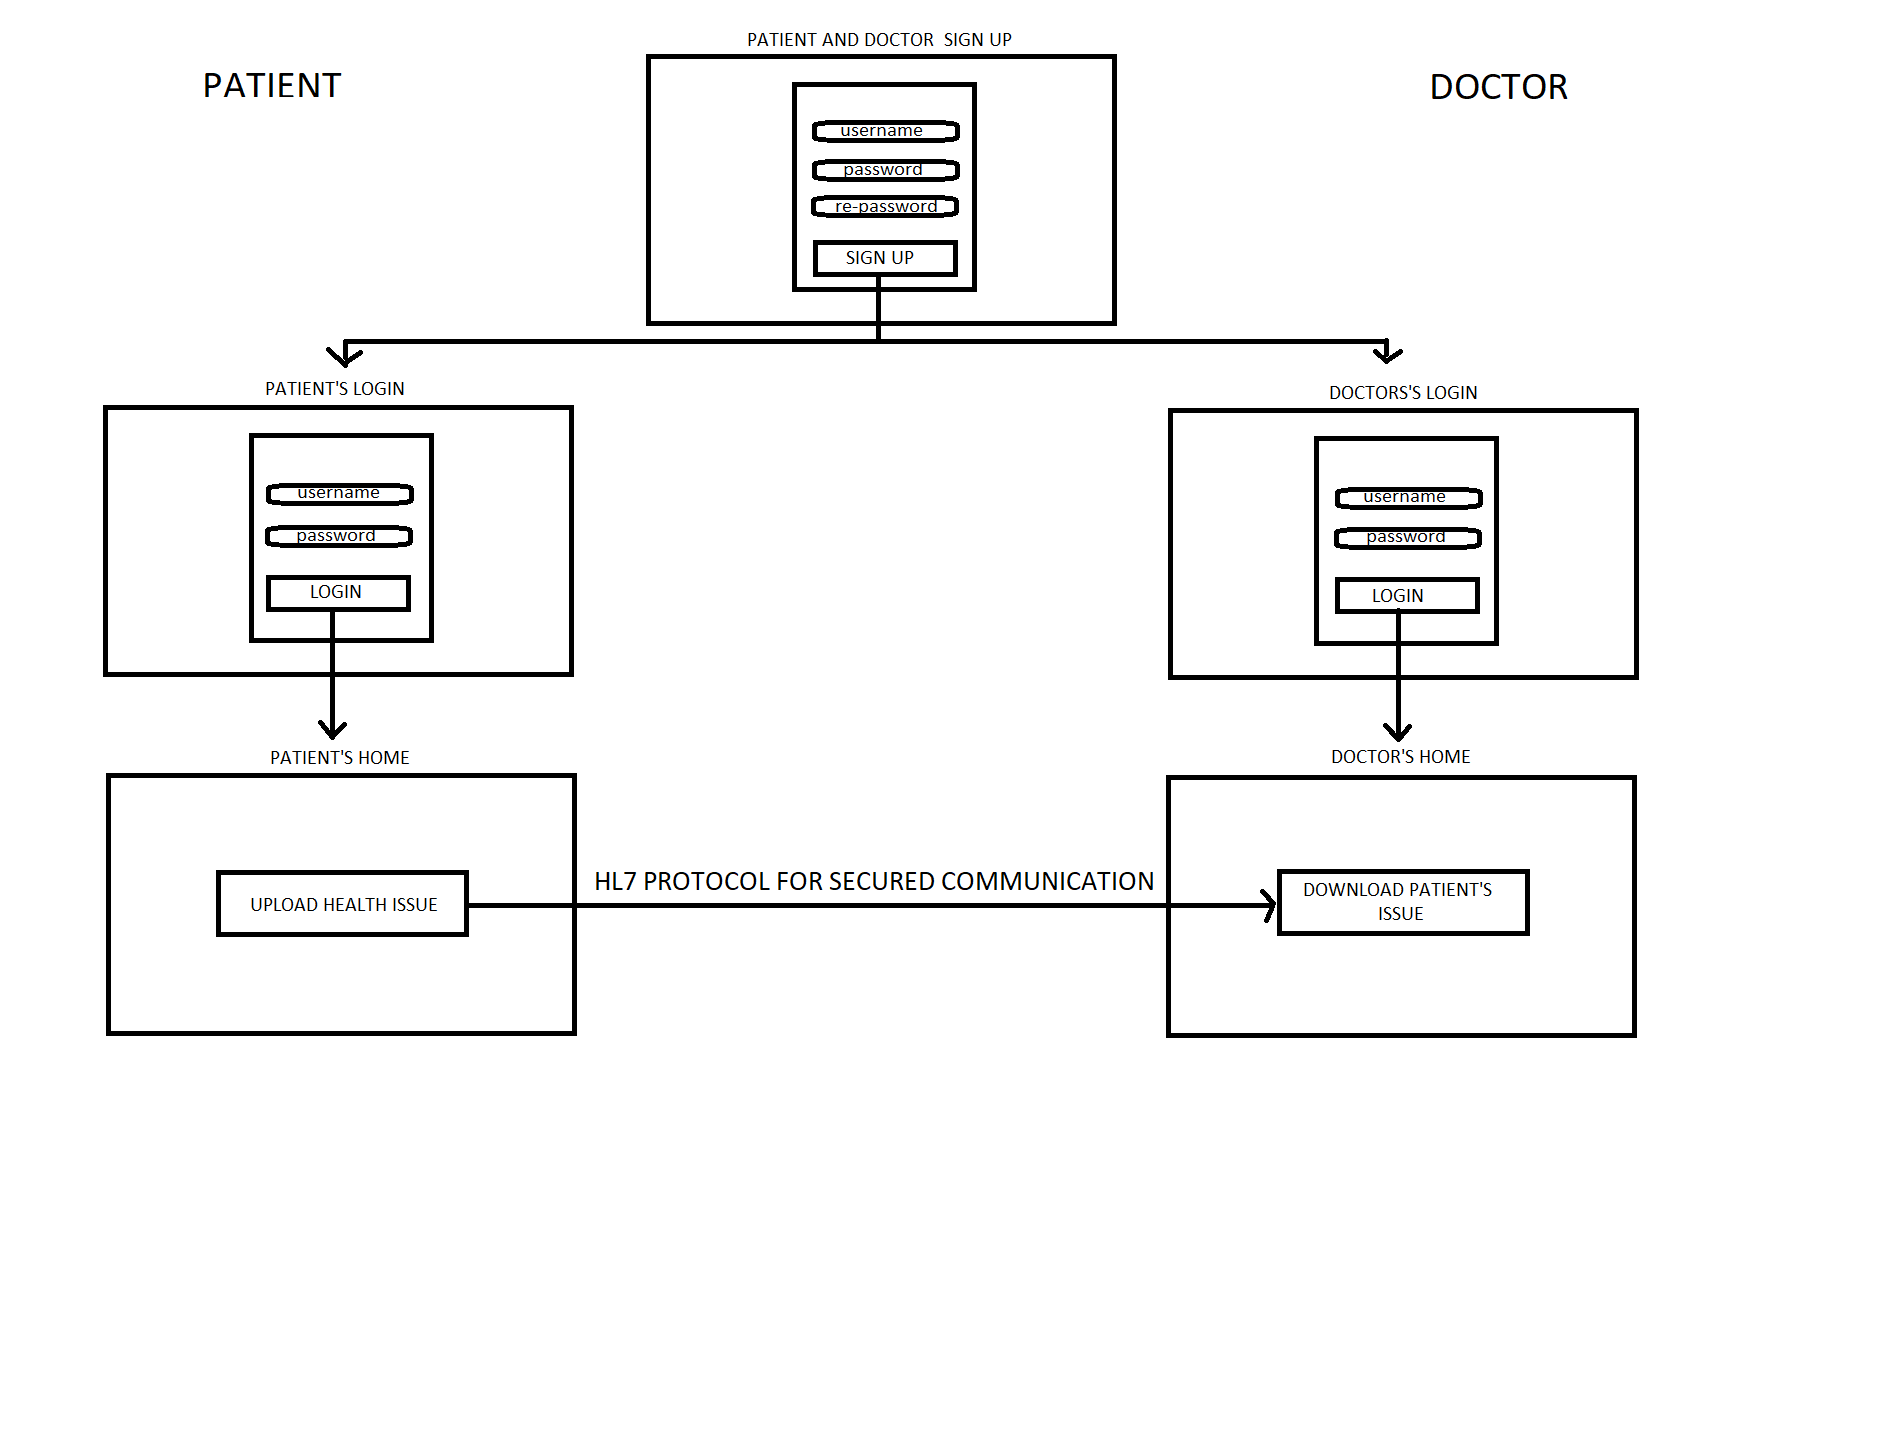 PATIENT AND DOCTOR  SIGN UP
PATIENT
DOCTOR
username
password
re-password
SIGN UP
PATIENT'S LOGIN
username
password
LOGIN
DOCTORS'S LOGIN
username
password
LOGIN
PATIENT'S HOME
UPLOAD HEALTH ISSUE
HL7 PROTOCOL FOR SECURED COMMUNICATION
DOCTOR'S HOME
DOWNLOAD PATIENT'S
ISSUE